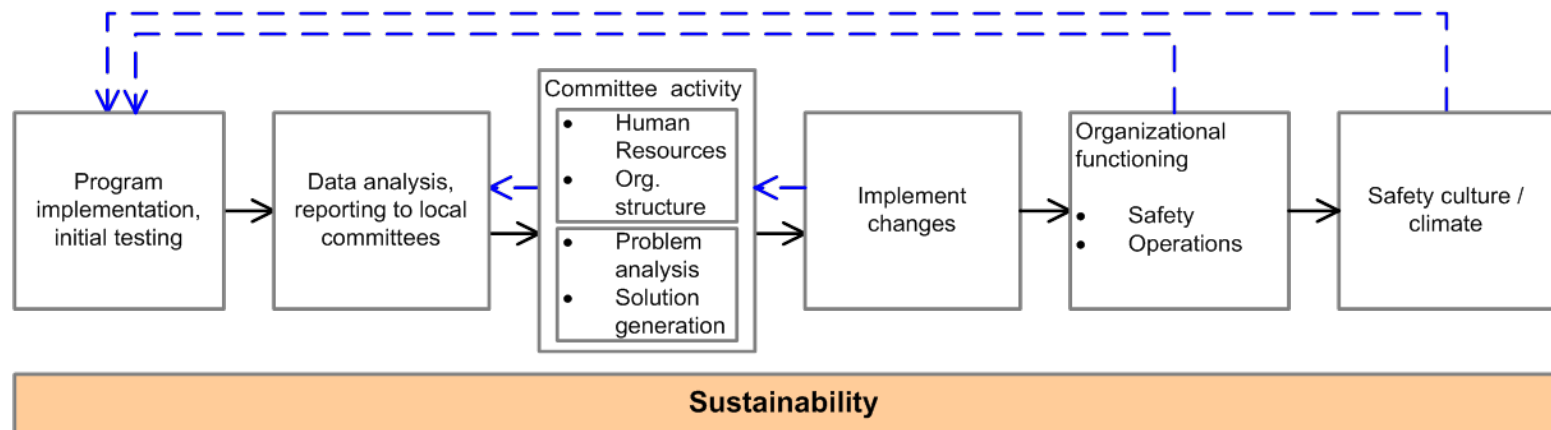 Program
implementation,
initial testing
Data analysis,
reporting to local
committees
Committee activity
• Human
Resources
• Org.
structure
• Problem
analysis
• Solution
generation
Implement
changes
Organizational
functioning
• Safety
• Operations
Safety culture /
climate
Sustainability